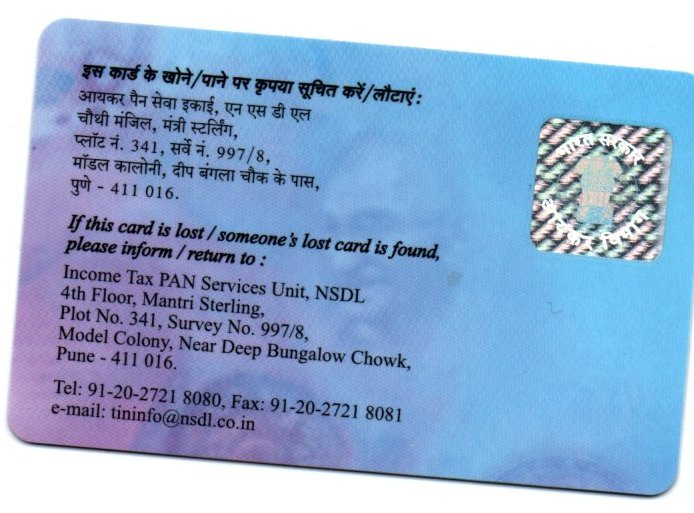 इस कार्ड के खोने/पाने पर कृपया सूचित करें/लौटाएं :
आयकर पैन सेवा इकाई, एन एस डी एल
चौथी मंजिल, मंत्री स्टर्लिंग,
प्लॉट नं. 341, सर्वे नं. 997/8,
मॉडल कालोनी, दीप बंगला चौक के पास,
पुणे - 411 016.
If this card is lost / someone's lost card is found,
please inform / return to :
Income Tax PAN Services Unit, NSDL
4th Floor, Mantri Sterling,
Plot No. 341, Survey No. 997/8,
Model Colony, Near Deep Bungalow Chowk,
Pune - 411 016.
Tel: 91-20-2721 8080, Fax: 91-20-2721 8081
e-mail: tininfo@nsdl.co.in
भारत सरकार
आयकर विभाग